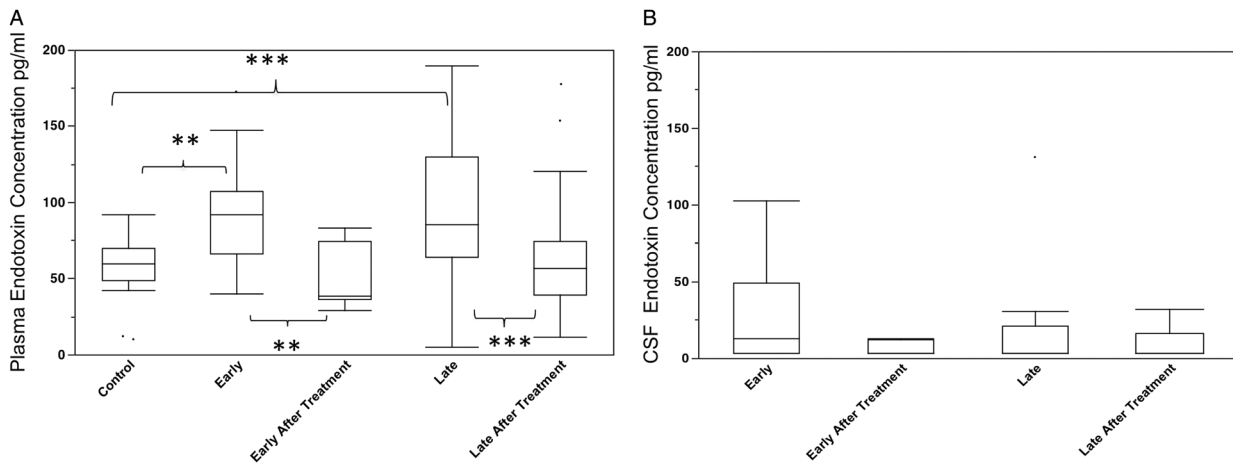 A
Plasma Endotoxin Concentration pg/ml
200
150
100
50
0
***
**
**
***
Control
Early
Early After Treatment
Late
Late After Treatment
B
CSF Endotoxin Concentration pg/ml
200
150
100
50
0
Early
Early After Treatment
Late
Late After Treatment